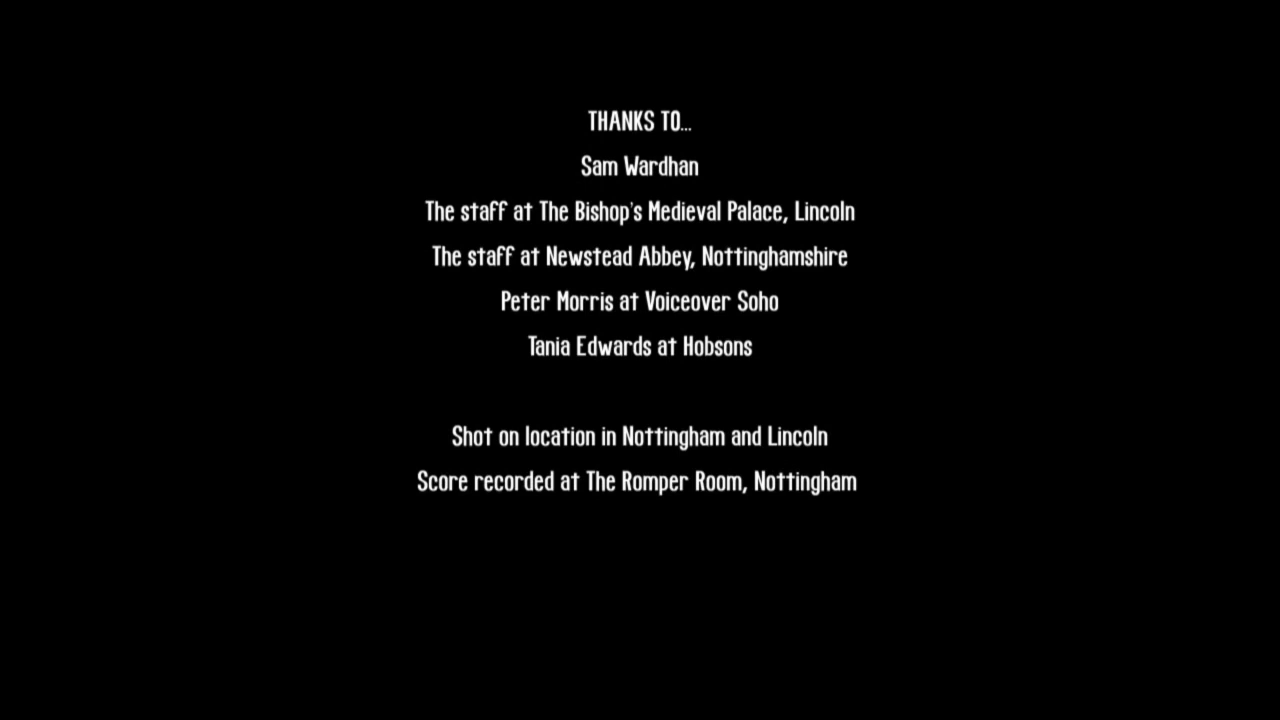 THANKS TO...
Sam Wardhan
The staff at The Bishop's Medieval Palace, Lincoln
The staff at Newstead Abbey, Nottinghamshire
Peter Morris at Voiceover Soho
Tania Edwards at Hobsons
Shot on location in Nottingham and Lincoln
Score recorded at The Romper Room, Nottingham